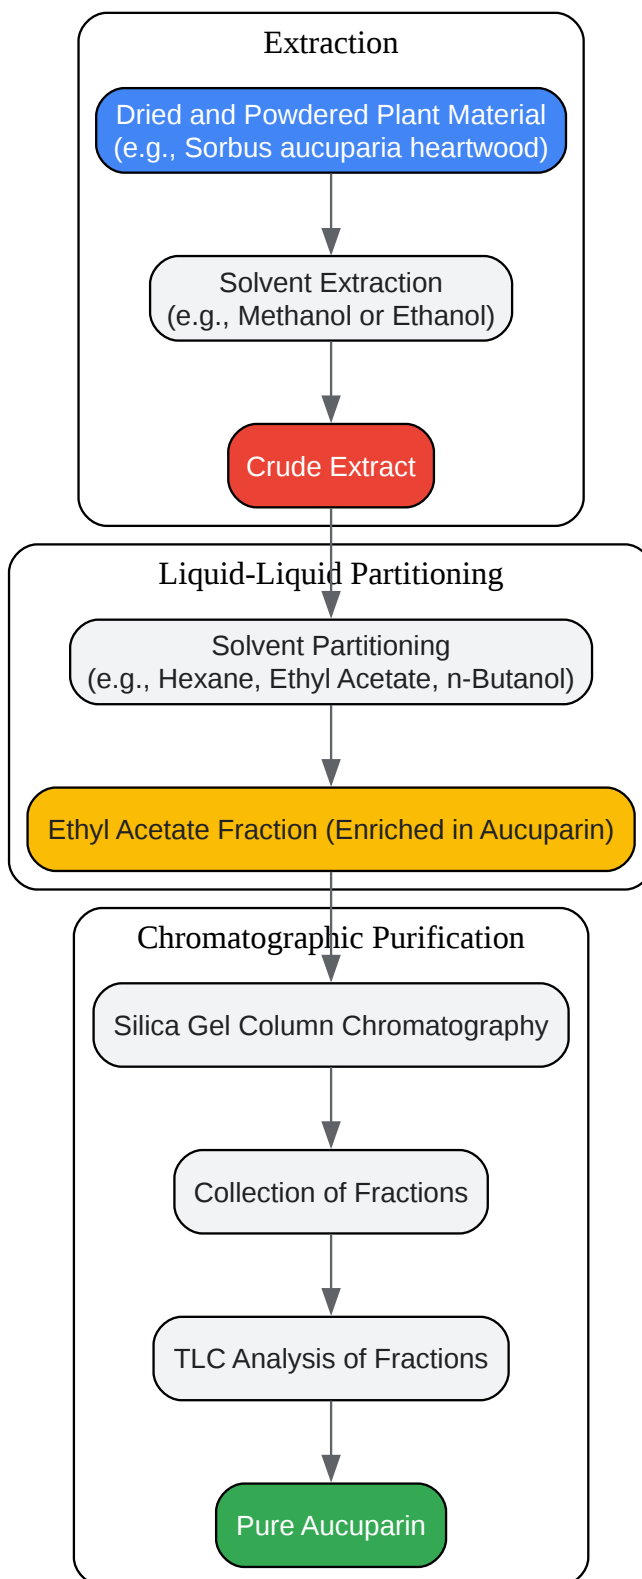 Extraction
Dried and Powdered Plant Material
(e.g., Sorbus aucuparia heartwood)
Solvent Extraction
(e.g., Methanol or Ethanol)
Crude Extract
Liquid-Liquid Partitioning
Solvent Partitioning
(e.g., Hexane, Ethyl Acetate, n-Butanol)
Ethyl Acetate Fraction (Enriched in Aucuparin)
Chromatographic Purification
Silica Gel Column Chromatography
Collection of Fractions
TLC Analysis of Fractions
Pure Aucuparin